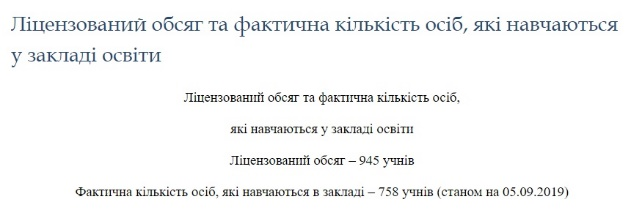 Ліцензований обсяг та фактична кількість осіб, які навчаються
у закладі освіти
Ліцензований обсяг та фактична кількість осіб,
які навчаються у закладі освіти
Ліцензований обсяг – 945 учнів
Фактична кількість осіб, які навчаються в закладі – 758 учнів (станом на 05.09.2019)